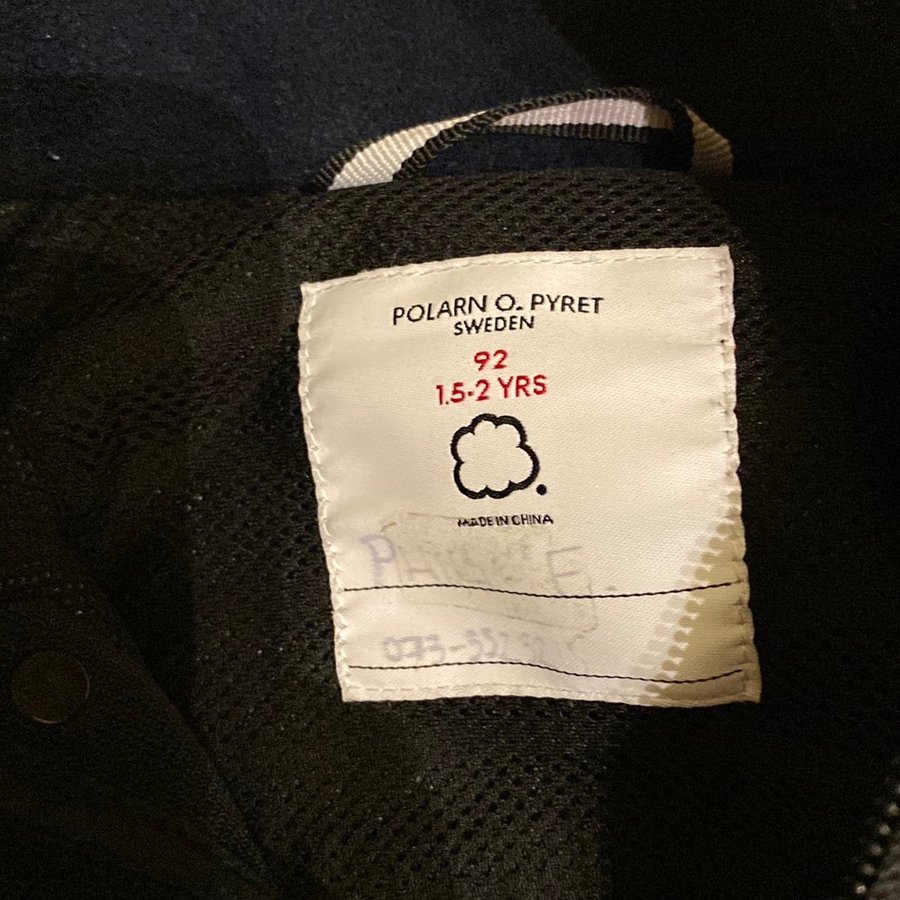 POLARN O. PYRET
SWEDEN
92
1.5-2 YRS
MADE IN CHINA